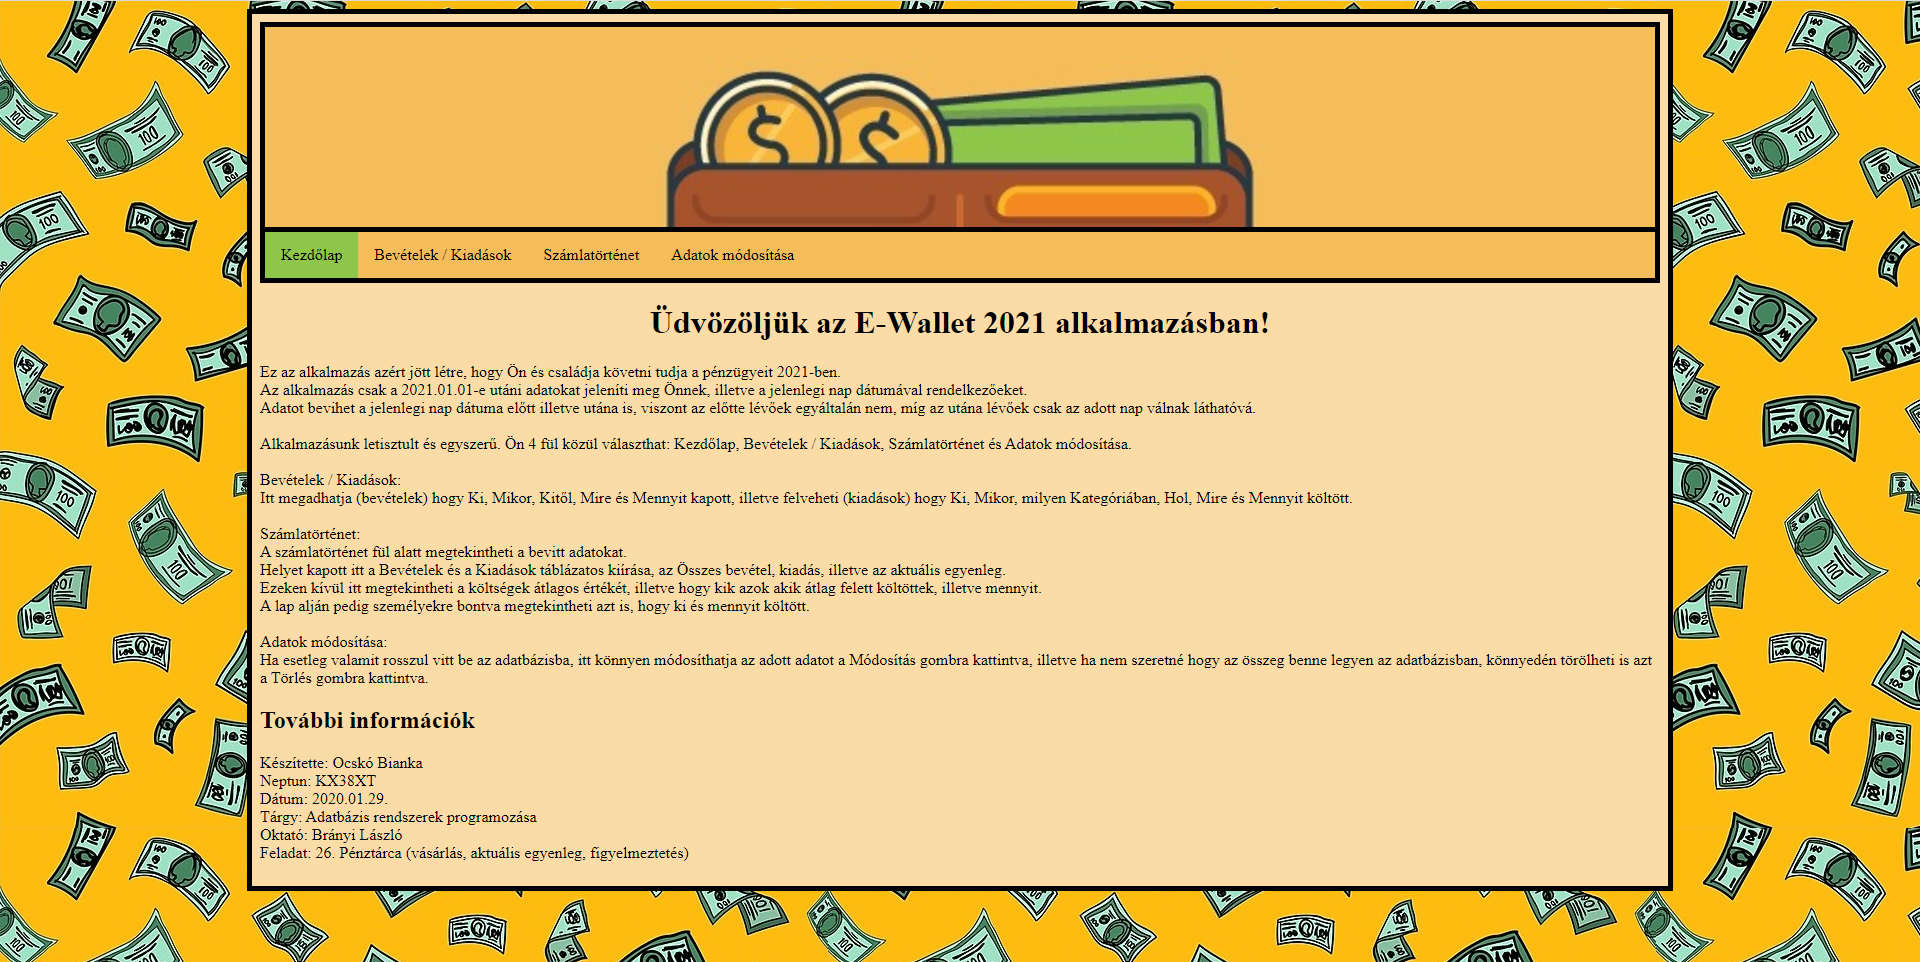 Kezdőlap
Bevételek / Kiadások
Számlatörténet
Adatok módosítása
Üdvözöljük az E-Wallet 2021 alkalmazásban!
Ez az alkalmazás azért jött létre, hogy Ön és családja követni tudja a pénzügyeit 2021-ben.
Az alkalmazás csak a 2021.01.01-e utáni adatokat jeleníti meg Önnek, illetve a jelenlegi nap dátumával rendelkezőeket.
Adatot bevihet a jelenlegi nap dátuma előtt illetve utána is, viszont az előtte lévőek egyáltalán nem, míg az utána lévőek csak az adott nap válnak láthatóvá.
Alkalmazásunk letisztult és egyszerű. Ön 4 fül közül választhat: Kezdőlap, Bevételek / Kiadások, Számlatörténet és Adatok módosítása.
Bevételek / Kiadások:
Itt megadhatja (bevételek) hogy Ki, Mikor, Kitől, Mire és Mennyit kapott, illetve felveheti (kiadások) hogy Ki, Mikor, milyen Kategóriában, Hol, Mire és Mennyit költött.
Számlatörténet:
A számlatörténet fül alatt megtekintheti a bevitt adatokat.
Helyet kapott itt a Bevételek és a Kiadások táblázatos kiírása, az Összes bevétel, kiadás, illetve az aktuális egyenleg.
Ezeken kívül itt megtekintheti a költségek átlagos értékét, illetve hogy kik azok akik átlag felett költöttek, illetve mennyit.
A lap alján pedig személyekre bontva megtekintheti azt is, hogy ki és mennyit költött.
Adatok módosítása:
Ha esetleg valamit rosszul vitt be az adatbázisba, itt könnyen módosíthatja az adott adatot a Módosítás gombra kattintva, illetve ha nem szeretné hogy az összeg benne legyen az adatbázisban, könnyedén törölheti is azt
a Törlés gombra kattintva.
További információk
Készítette: Ocskó Bianka
Neptun: KX38XT
Dátum: 2020.01.29.
Tárgy: Adatbázis rendszerek programozása
Oktató: Brányi László
Feladat: 26. Pénztárca (vásárlás, aktuális egyenleg, figyelmeztetés)